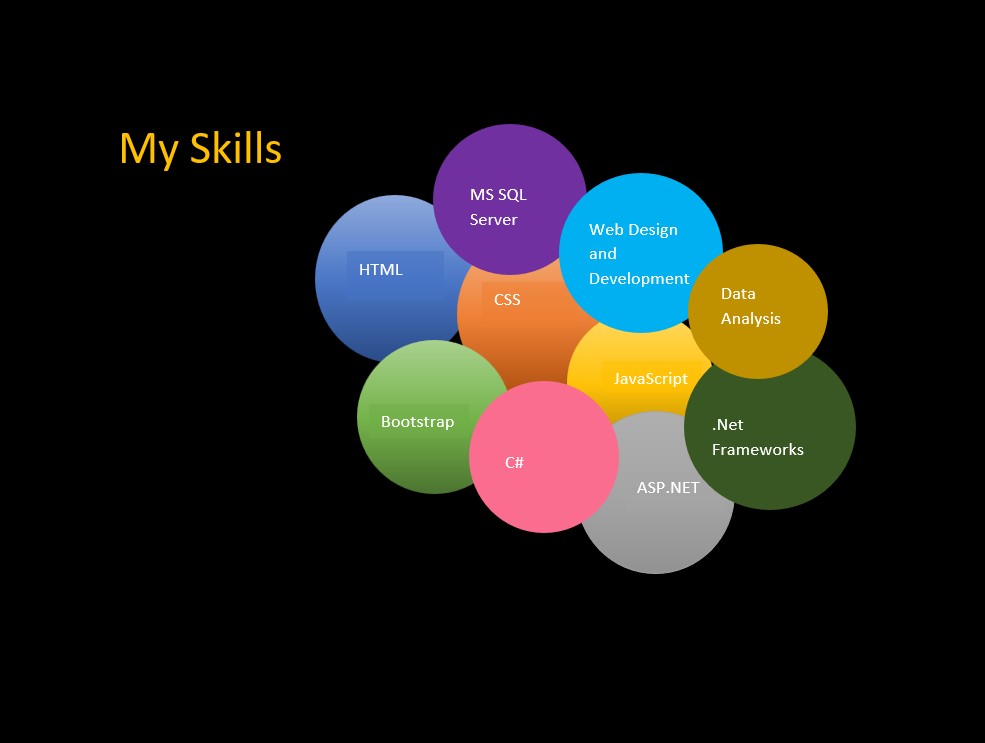 My Skills
MS SQL
Server
Web Design
and
Development
HTML
CSS
Data
Analysis
JavaScript
Bootstrap
.Net
Frameworks
C#
ASP.NET